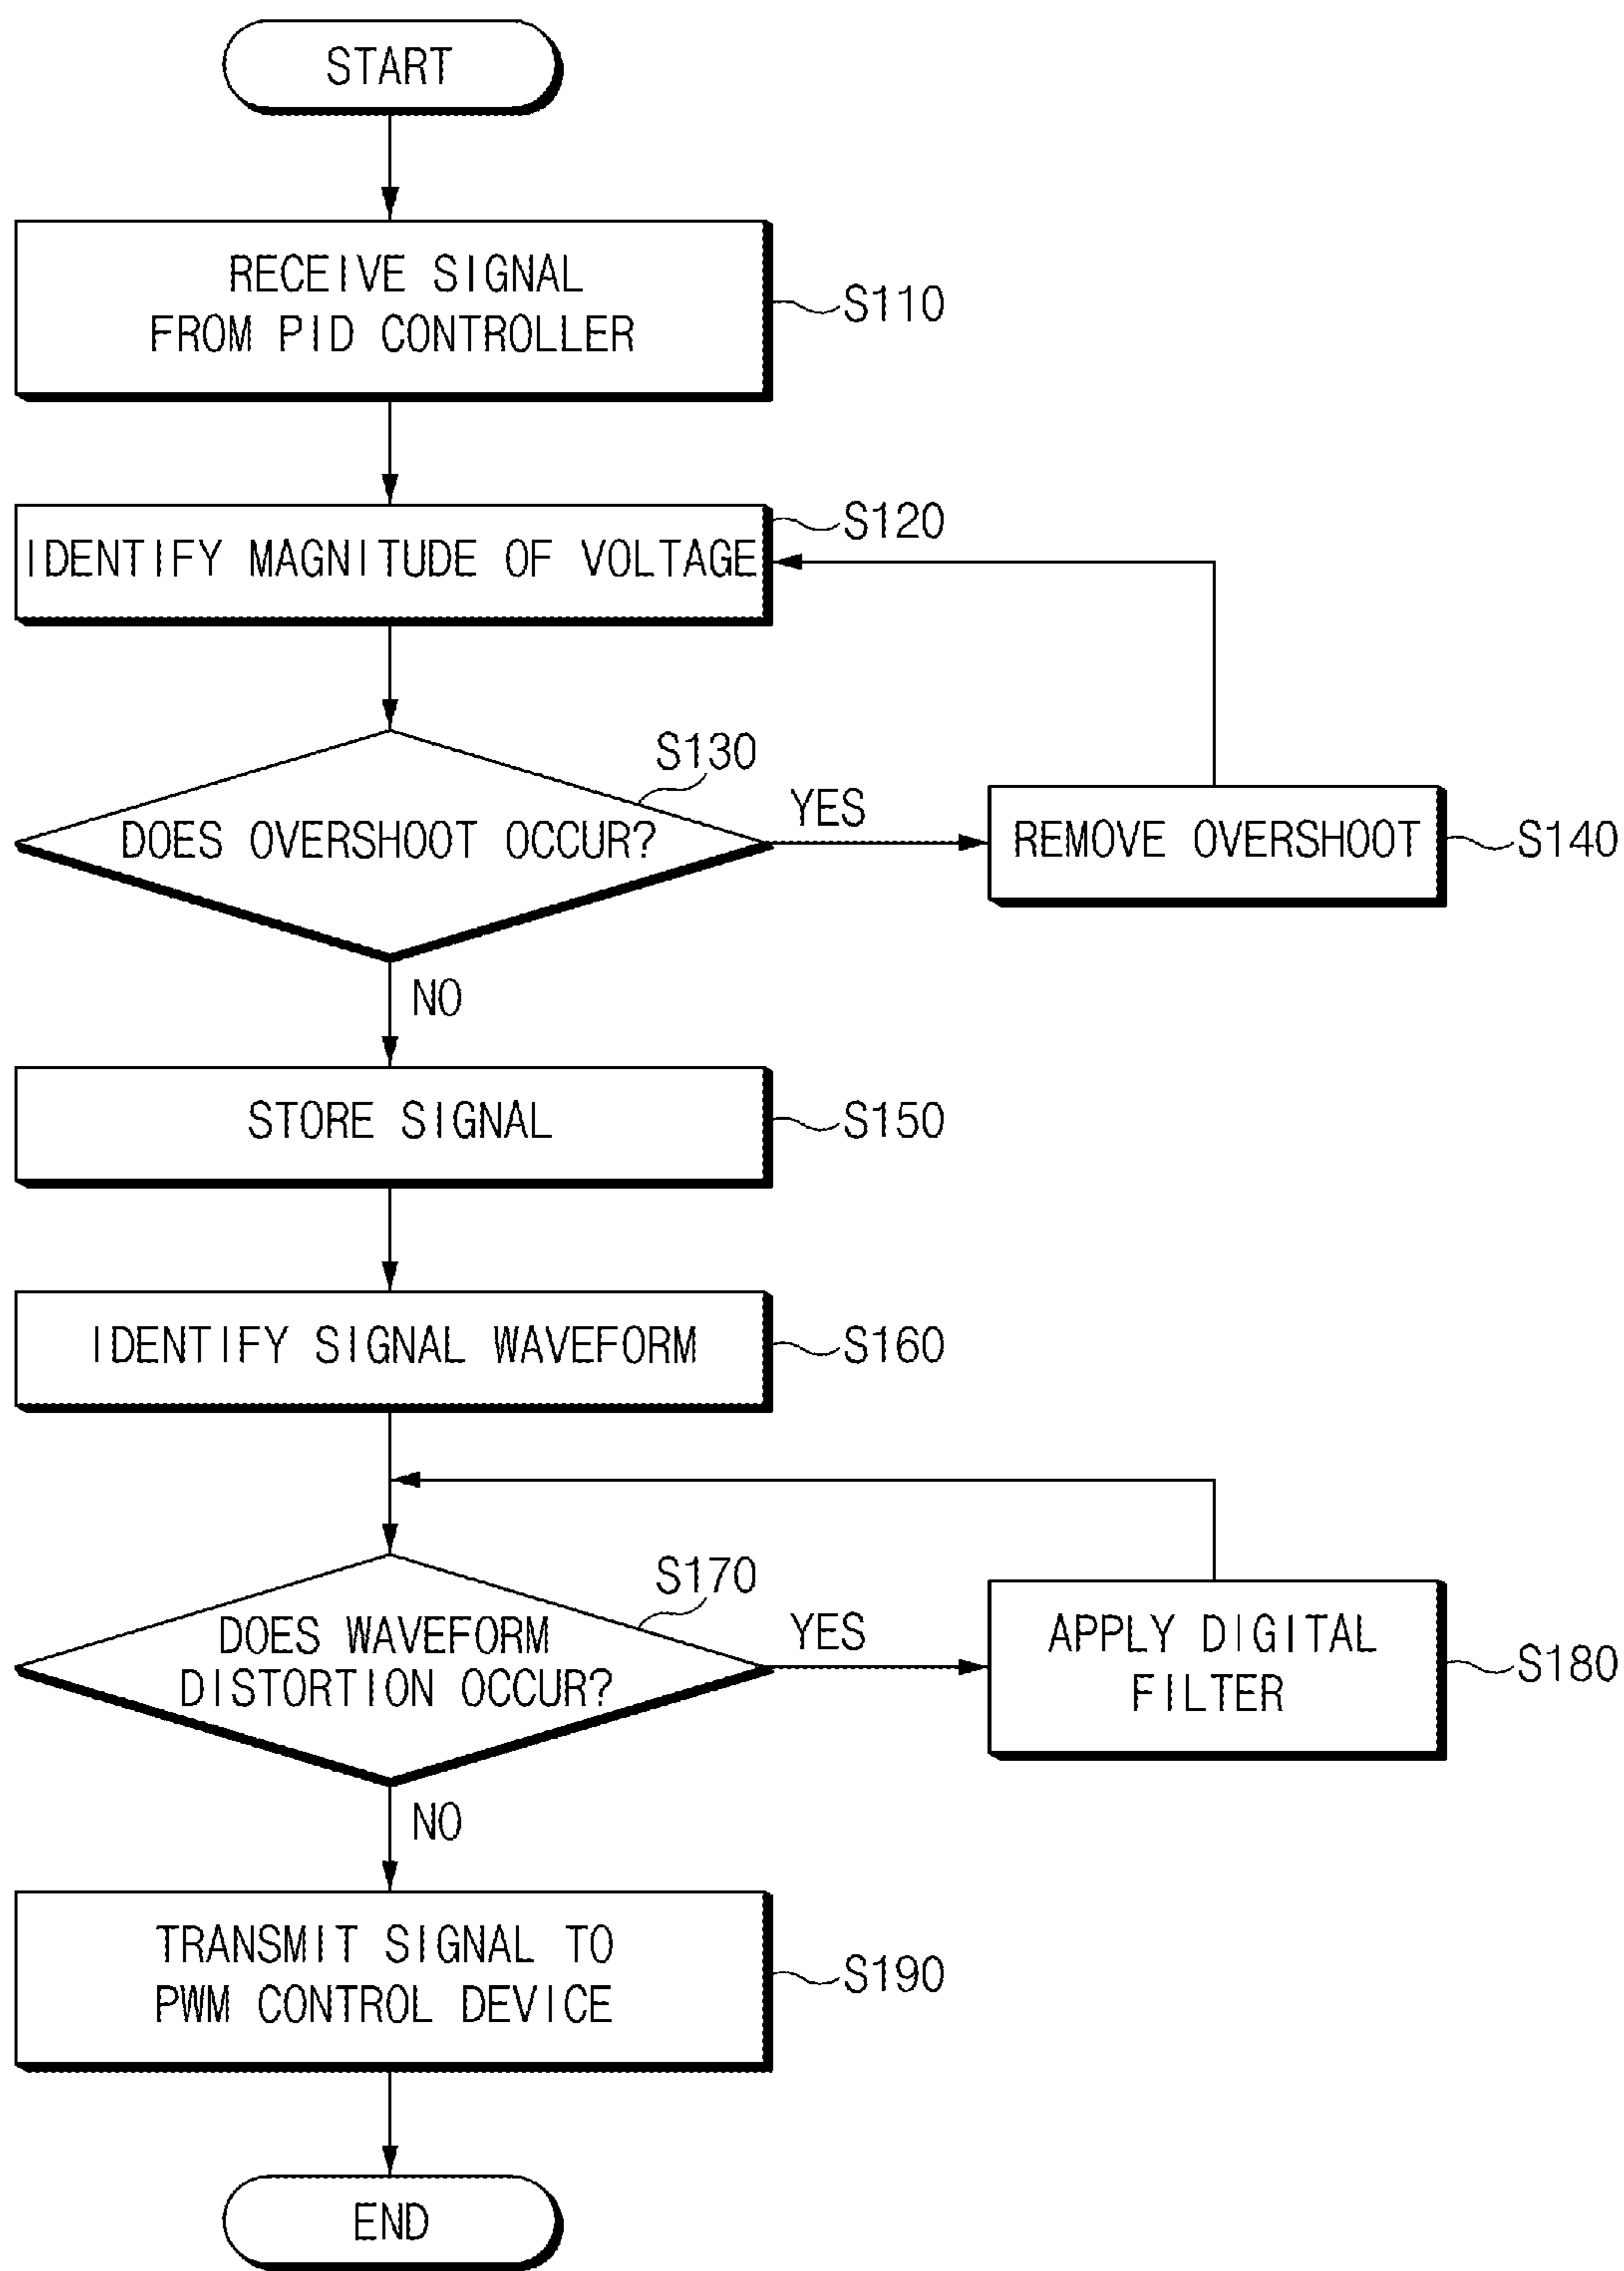 START
RECEIVE SIGNAL
FROM PID CONTROLLER
S110
S120
IDENTIFY MAGNITUDE OF VOLTAGE
S130
DOES OVERSHOOT OCCUR?
YES
REMOVE OVERSHOOT
S140
NO
STORE SIGNAL
S150
IDENTIFY SIGNAL WAVEFORM
S160
S170
DOES WAVEFORM
DISTORTION OCCUR?
YES
APPLY DIGITAL
FILTER
S180
NO
TRANSMIT SIGNAL TO
PWM CONTROL DEVICE
S190
END